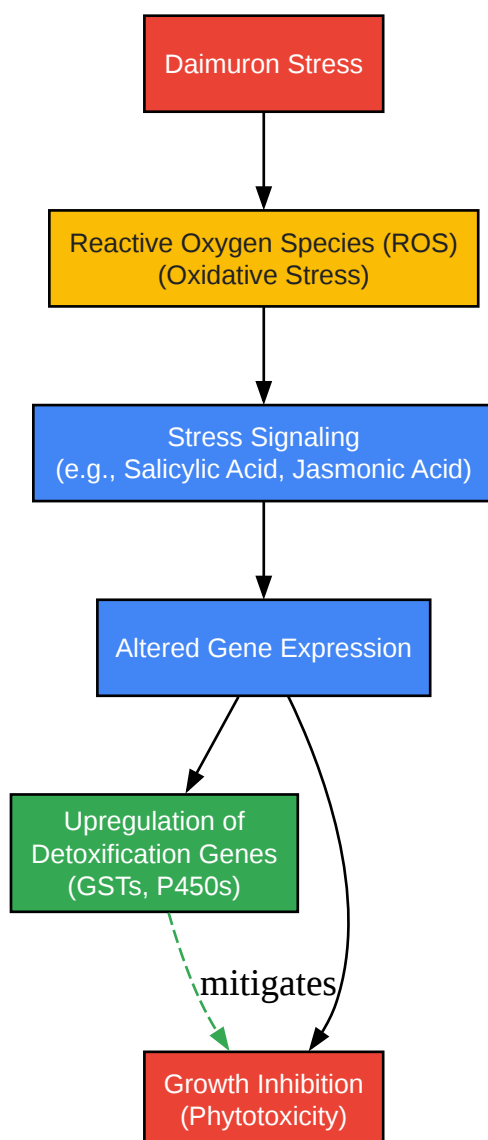 Daimuron Stress
Reactive Oxygen Species (ROS)
(Oxidative Stress)
Stress Signaling
(e.g., Salicylic Acid, Jasmonic Acid)
Altered Gene Expression
Upregulation of
Detoxification Genes
(GSTs, P450s)
mitigates
Growth Inhibition
(Phytotoxicity)